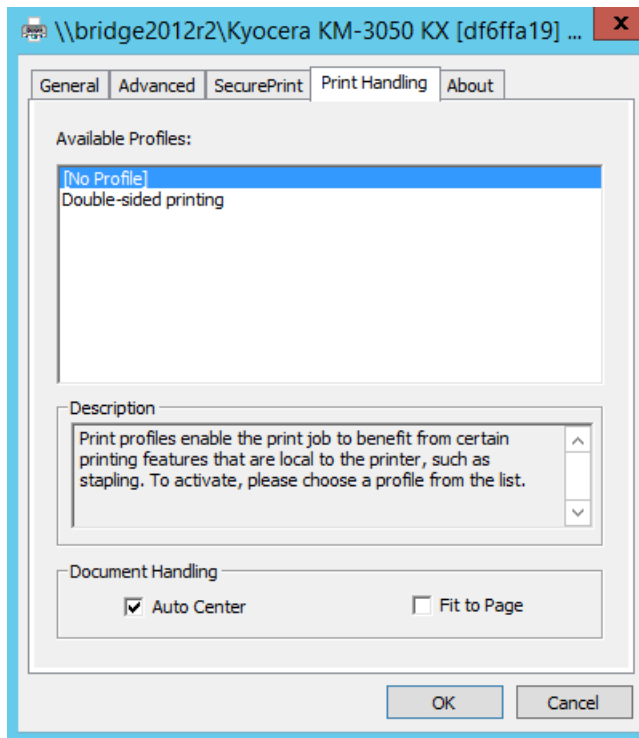 \\bridge2012r2\Kyocera KM-3050 KX [df6ffa19] ...
x
General Advanced SecurePrint Print Handling About
Available Profiles:
[No Profile]
Double-sided printing
Description
Print profiles enable the print job to benefit from certain
printing features that are local to the printer, such as
stapling. To activate, please choose a profile from the list.
Document Handling
Auto Center Fit to Page
OK Cancel